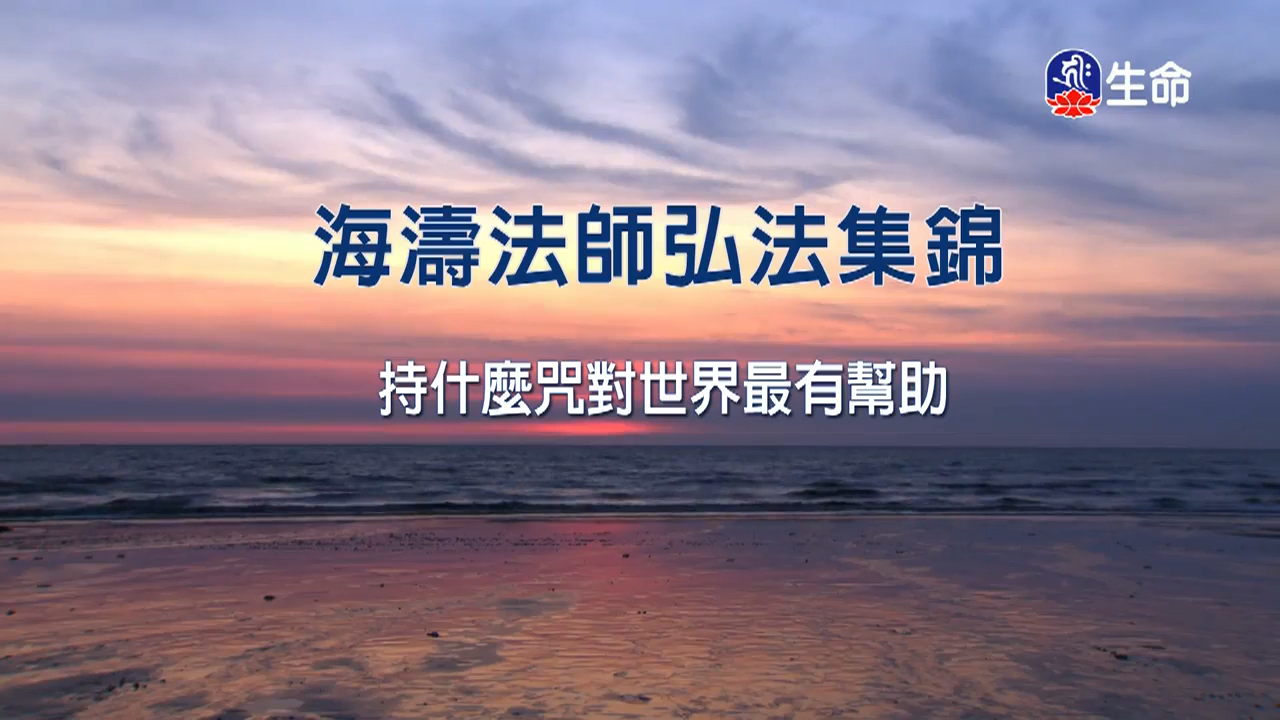 生命
海濤法師弘法集錦
持什麼咒對世界最有幫助